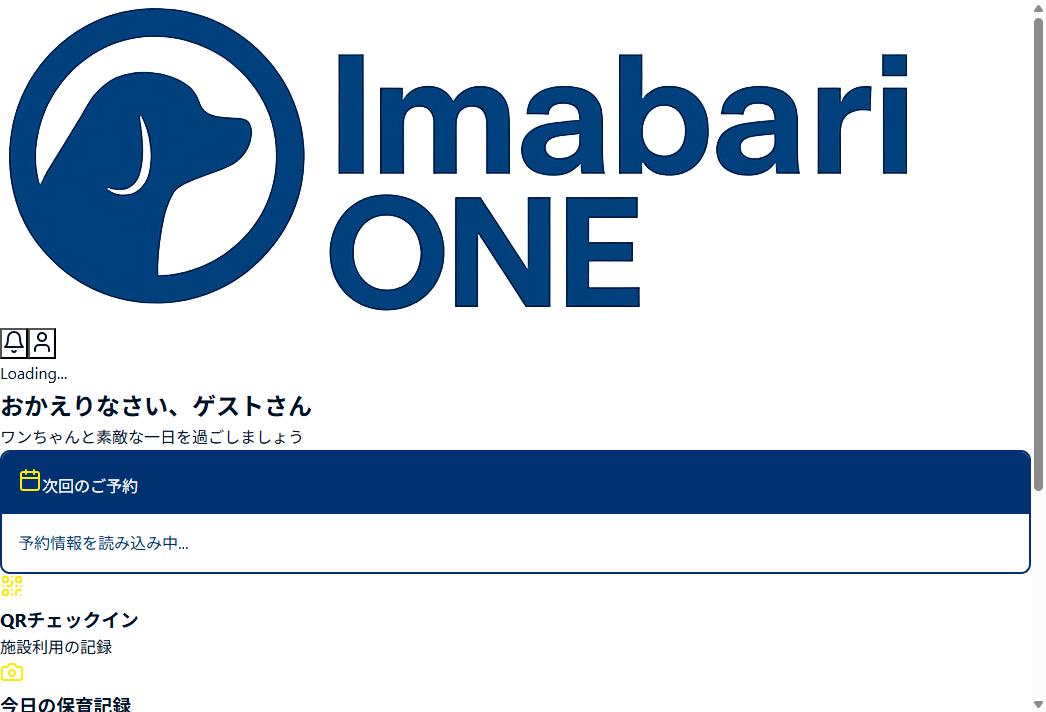 Imabari
ONE
Loading...
おかえりなさい、ゲストさん
ワンちゃんと素敵な一日を過ごしましょう
次回のご予約
予約情報を読み込み中...
QRチェックイン
施設利用の記録
今日の保育記録